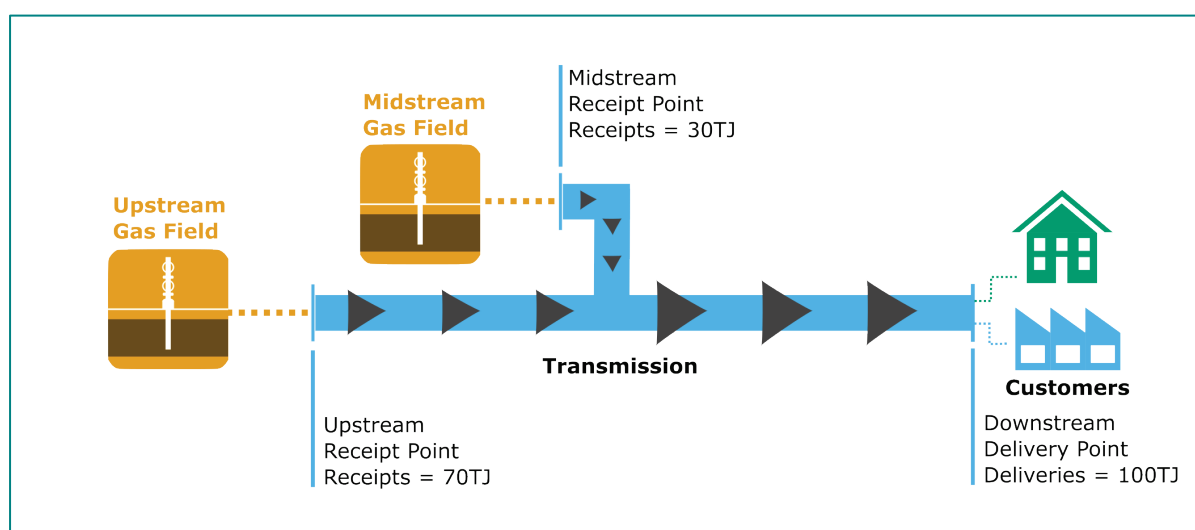 Midstream
Receipt Point
Receipts = 30TJ
Midstream
Gas Field
Upstream
Gas Field
Transmission
Customers
Upstream
Receipt Point
Receipts = 70TJ
Downstream
Delivery Point
Deliveries = 100TJ